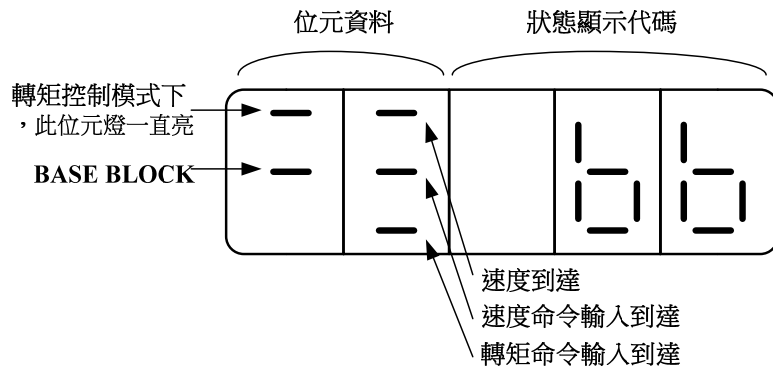 位元資料
狀態顯示代碼
轉矩控制模式下
，此位元燈一直亮
BASE BLOCK
bb
速度到達
速度命令輸入到達
轉矩命令輸入到達